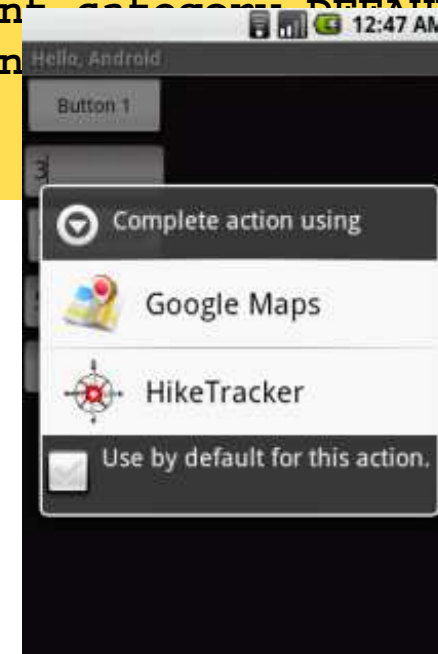 12:47 AM
Hello, Android
Button 1
3
Complete action using
Google Maps
HikeTracker
Use by default for this action.